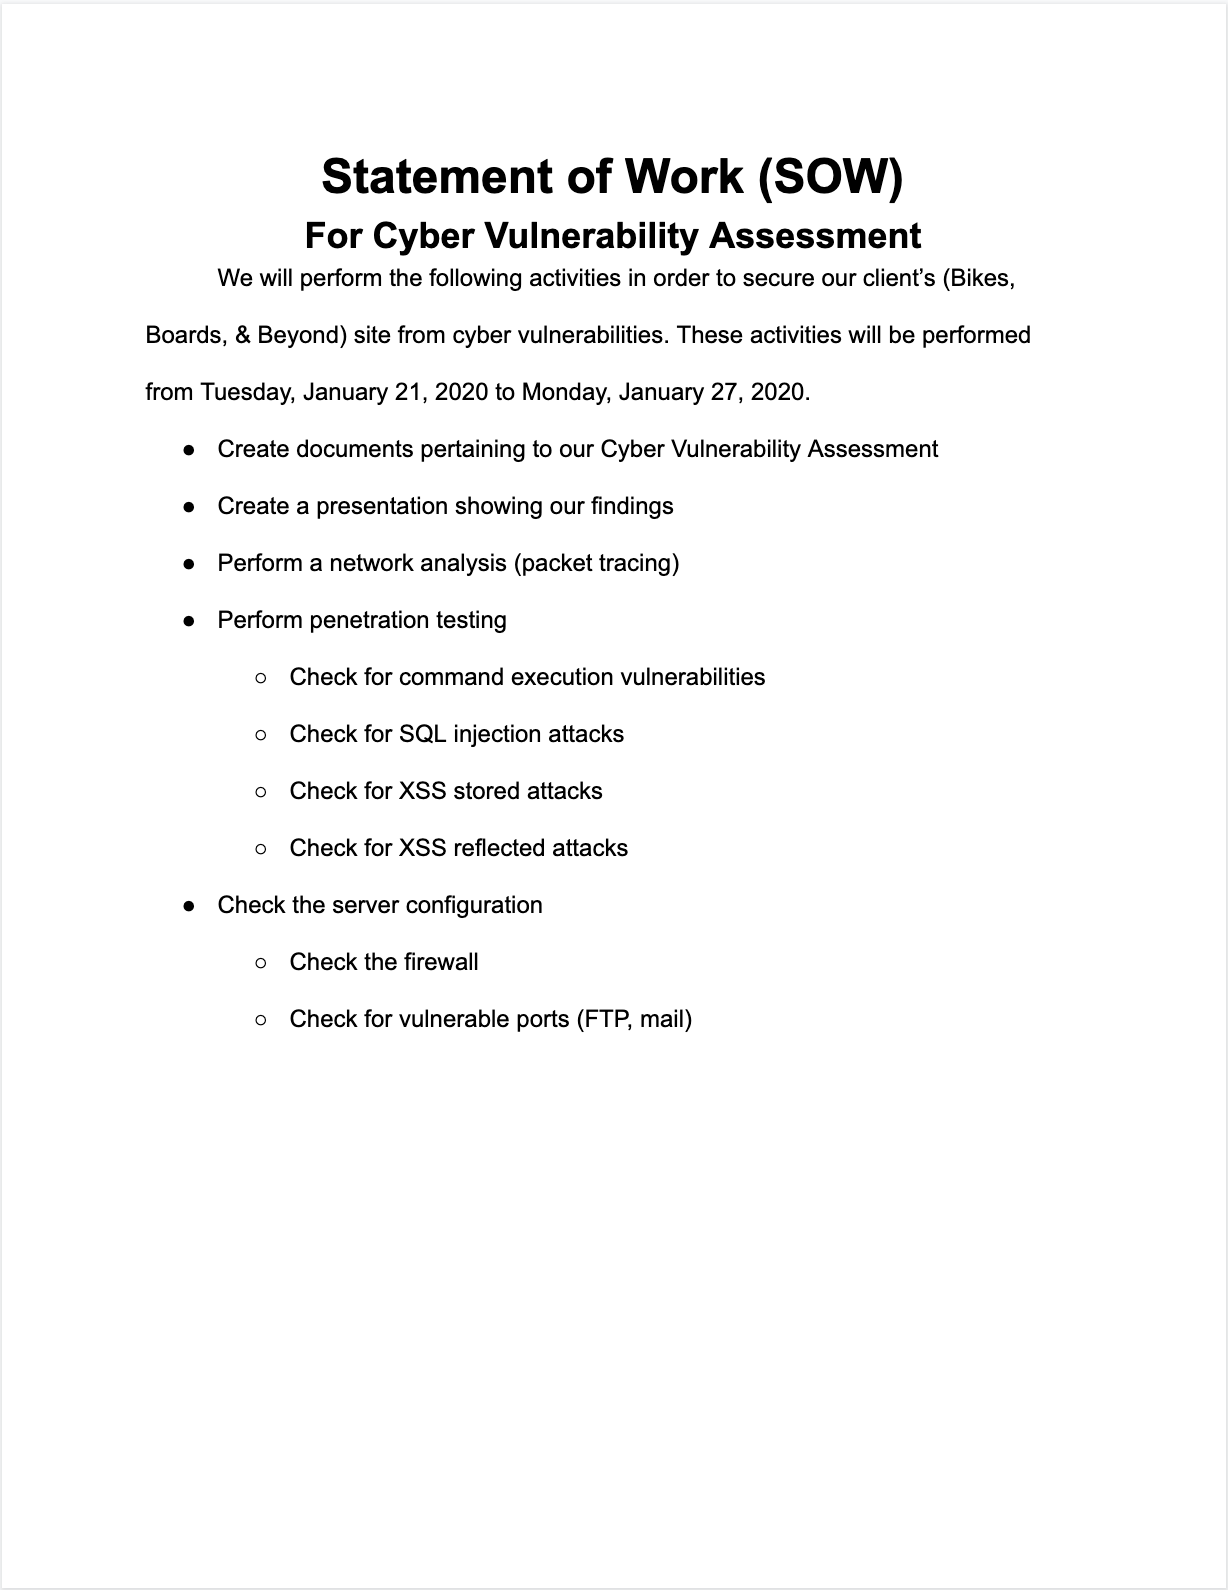 Statement of Work (SOW)
For Cyber Vulnerability Assessment
We will perform the following activities in order to secure our client’s (Bikes,
Boards, & Beyond) site from cyber vulnerabilities. These activities will be performed
from Tuesday, January 21, 2020 to Monday, January 27, 2020.
● Create documents pertaining to our Cyber Vulnerability Assessment
● Create a presentation showing our findings
● Perform a network analysis (packet tracing)
● Perform penetration testing
○ Check for command execution vulnerabilities
○ Check for SQL injection attacks
○ Check for XSS stored attacks
○ Check for XSS reflected attacks
● Check the server configuration
○ Check the firewall
○ Check for vulnerable ports (FTP, mail)